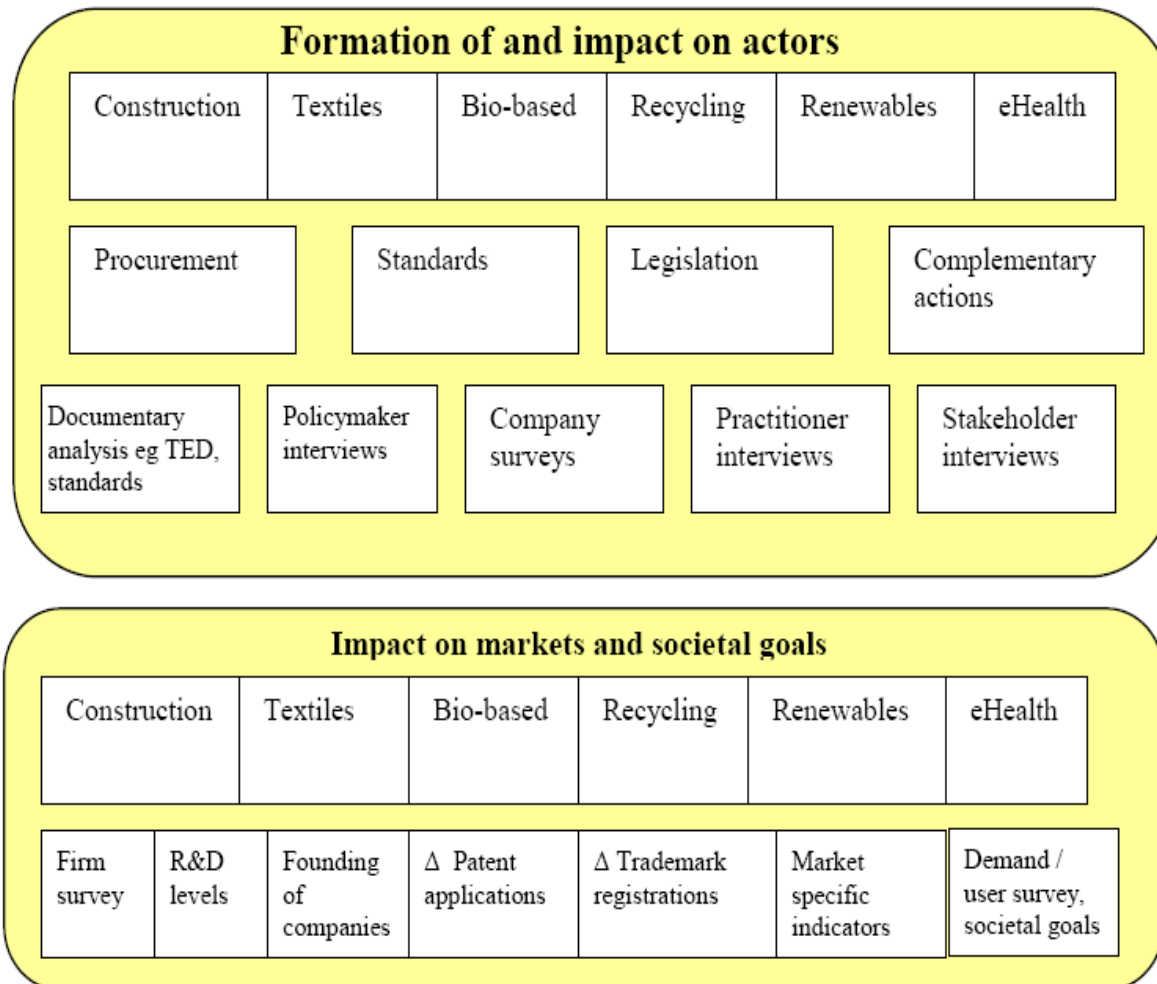 Formation of and impact on actors
Construction Textiles Bio-based Recycling Renewables eHealth
Procurement Standards Legislation Complementary
actions
Documentary
analysis eg TED,
standards
Policymaker
interviews
Company
surveys
Practitioner
interviews
Stakeholder
interviews
Impact on markets and societal goals
Construction Textiles Bio-based Recycling Renewables eHealth
Firm
survey
R&D
levels
Founding
of
companies
Δ Patent
applications
Δ Trademark
registrations
Market
specific
indicators
Demand /
user survey,
societal goals